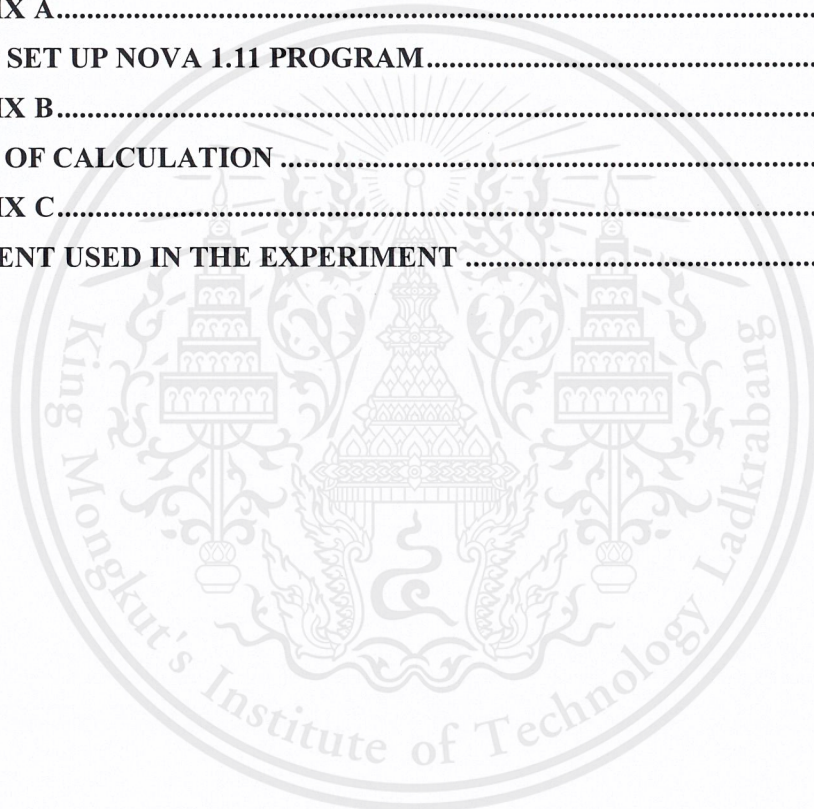 IX A
SET UP NOVA 1.11 PROGRAM
IX B
OF CALCULATION
IX C
ENT USED IN THE EXPERIMENT
King Mongkut's Institute of Technology Ladkrabang